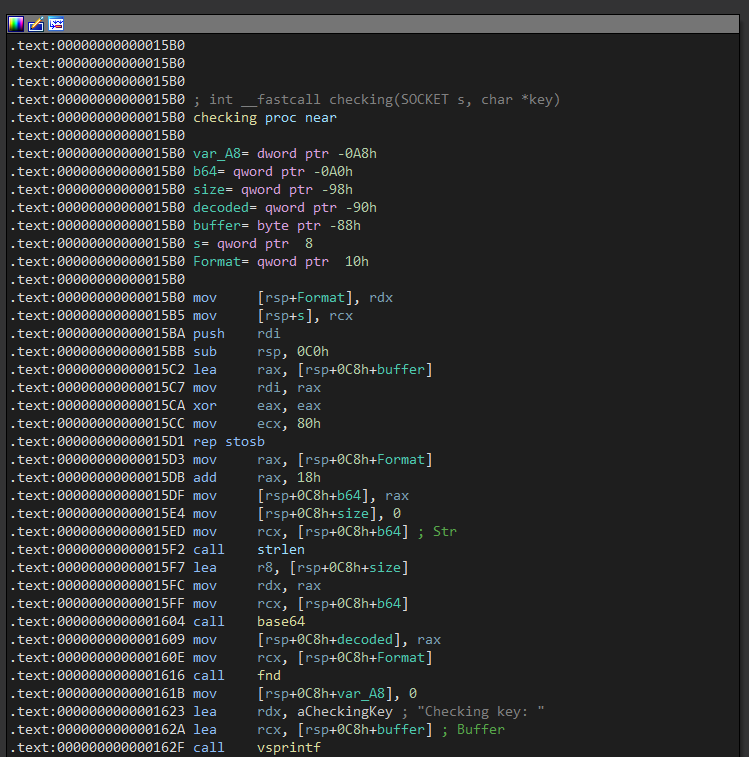 .text:00000000000015B0
.text:00000000000015B0
.text:00000000000015B0
.text:00000000000015B0 ; int __fastcall checking(SOCKET s, char *key)
.text:00000000000015B0 checking proc near
.text:00000000000015B0
.text:00000000000015B0 var_A8= dword ptr -0A8h
.text:00000000000015B0 b64= qword ptr -0A0h
.text:00000000000015B0 size= qword ptr -98h
.text:00000000000015B0 decoded= qword ptr -90h
.text:00000000000015B0 buffer= byte ptr -88h
.text:00000000000015B0 s= qword ptr  8
.text:00000000000015B0 Format= qword ptr  10h
.text:00000000000015B0
.text:00000000000015B0 mov     [rsp+Format], rdx
.text:00000000000015B5 mov     [rsp+s], rcx
.text:00000000000015BA push    rdi
.text:00000000000015BB sub     rsp, 0C0h
.text:00000000000015C2 lea     rax, [rsp+0C8h+buffer]
.text:00000000000015C7 mov     rdi, rax
.text:00000000000015CA xor     eax, eax
.text:00000000000015CC mov     ecx, 80h
.text:00000000000015D1 rep stosb
.text:00000000000015D3 mov     rax, [rsp+0C8h+Format]
.text:00000000000015DB add     rax, 18h
.text:00000000000015DF mov     [rsp+0C8h+b64], rax
.text:00000000000015E4 mov     [rsp+0C8h+size], 0
.text:00000000000015ED mov     rcx, [rsp+0C8h+b64] ; Str
.text:00000000000015F2 call    strlen
.text:00000000000015F7 lea     r8, [rsp+0C8h+size]
.text:00000000000015FC mov     rdx, rax
.text:00000000000015FF mov     rcx, [rsp+0C8h+b64]
.text:0000000000001604 call    base64
.text:0000000000001609 mov     [rsp+0C8h+decoded], rax
.text:000000000000160E mov     rcx, [rsp+0C8h+Format]
.text:0000000000001616 call    fnd
.text:000000000000161B mov     [rsp+0C8h+var_A8], 0
.text:0000000000001623 lea     rdx, aCheckingKey ; "Checking key: "
.text:000000000000162A lea     rcx, [rsp+0C8h+buffer] ; Buffer
.text:000000000000162F call    vsprintf